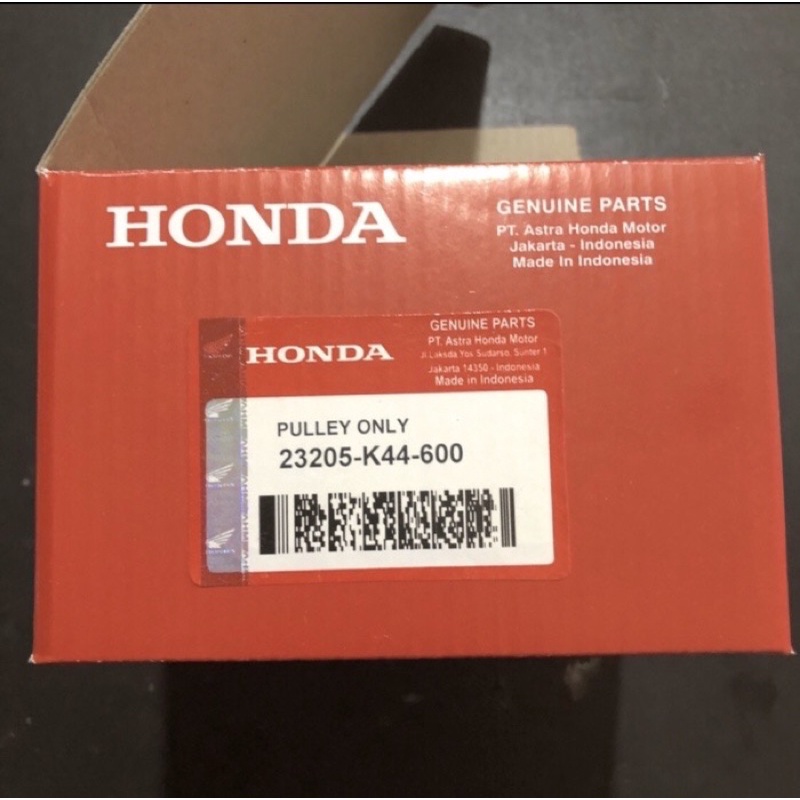 HONDA
GENUINE PARTS
PT. Astra Honda Motor
Jakarta - Indonesia
Made In Indonesia
HONDA
GENUINE PARTS
PT. Astra Honda Motor
Jl. Laksda Yos Sudarso, Sunter 1
Jakarta 14350 - Indonesia
Made in Indonesia
PULLEY ONLY
23205-K44-600